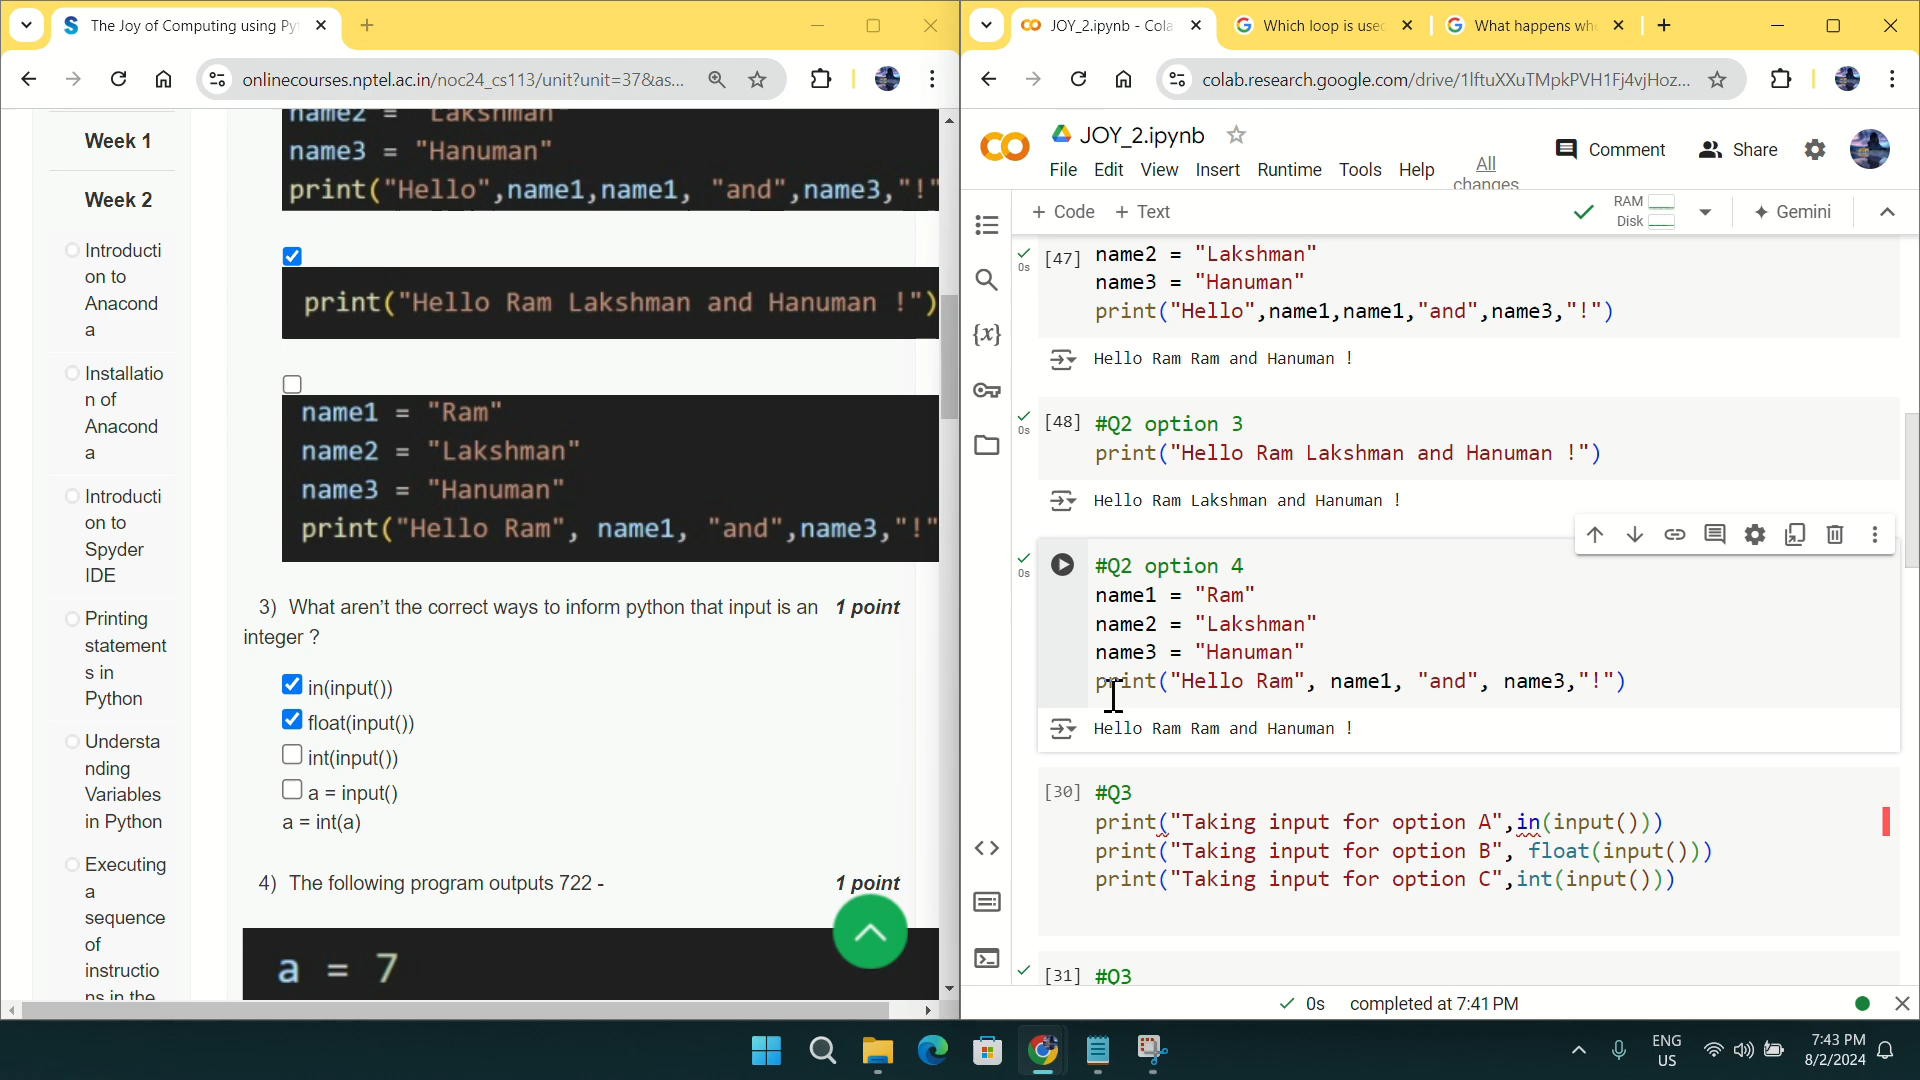 The Joy of Computing using Py
onlinecourses.nptel.ac.in/noc24_cs113/unit?unit=37&as...
Week 1
Week 2
Introducti
on to
Anacond
a
Installatio
n of
Anacond
a
Introducti
on to
Spyder
IDE
Printing
statement
s in
Python
Understa
nding
Variables
in Python
Executing
a
sequence
of
instructio
ns in the
name2 = "Lakshman"
name3 = "Hanuman"
print("Hello",name1,name1, "and",name3,"!"
print("Hello Ram Lakshman and Hanuman !")
name1 = "Ram"
name2 = "Lakshman"
name3 = "Hanuman"
print("Hello Ram", name1, "and",name3,"!"
3) What aren't the correct ways to inform python that input is an 1 point
integer ?
in(input())
float(input())
int(input())
a = input()
a = int(a)
4) The following program outputs 722 - 1 point
a = 7
JOY_2.ipynb - Cola
Which loop is used
What happens whe
colab.research.google.com/drive/1lftuXXuTMpkPVH1Fj4vjHoz...
JOY_2.ipynb
File Edit View Insert Runtime Tools Help All changes
Comment Share
+ Code + Text
RAM
Disk
Gemini
0s [47] name2 = "Lakshman"
name3 = "Hanuman"
print("Hello",name1,name1,"and",name3,"!")
Hello Ram Ram and Hanuman !
0s [48] #Q2 option 3
print("Hello Ram Lakshman and Hanuman !")
Hello Ram Lakshman and Hanuman !
0s #Q2 option 4
name1 = "Ram"
name2 = "Lakshman"
name3 = "Hanuman"
print("Hello Ram", name1, "and", name3,"!")
Hello Ram Ram and Hanuman !
[30] #Q3
print("Taking input for option A",in(input()))
print("Taking input for option B", float(input()))
print("Taking input for option C",int(input()))
[31] #Q3
0s completed at 7:41 PM
ENG
US
7:43 PM
8/2/2024